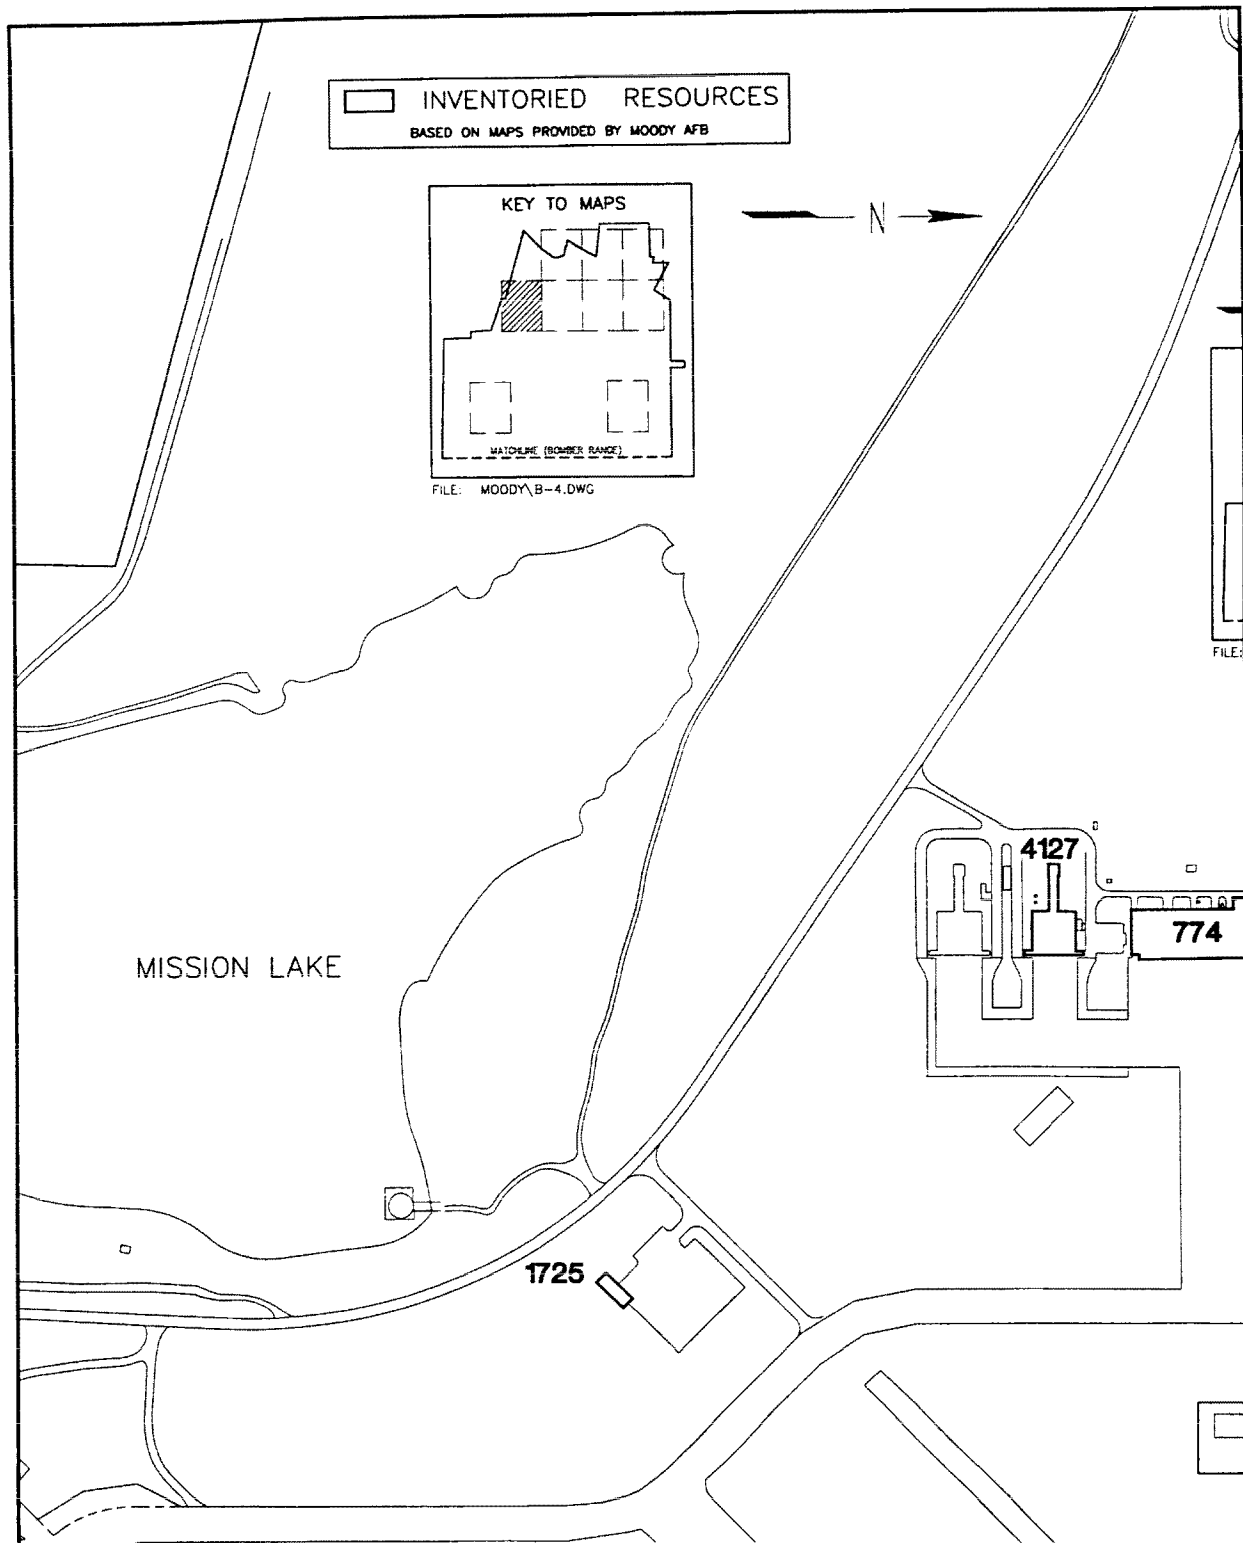 INVENTORIED RESOURCES
BASED ON MAPS PROVIDED BY MOODY AFB
KEY TO MAPS
N
MATCHLINE (BOMBER RANGE)
FILE: MOODY\B-4.DWG
FILE:
4127
774
MISSION LAKE
1725